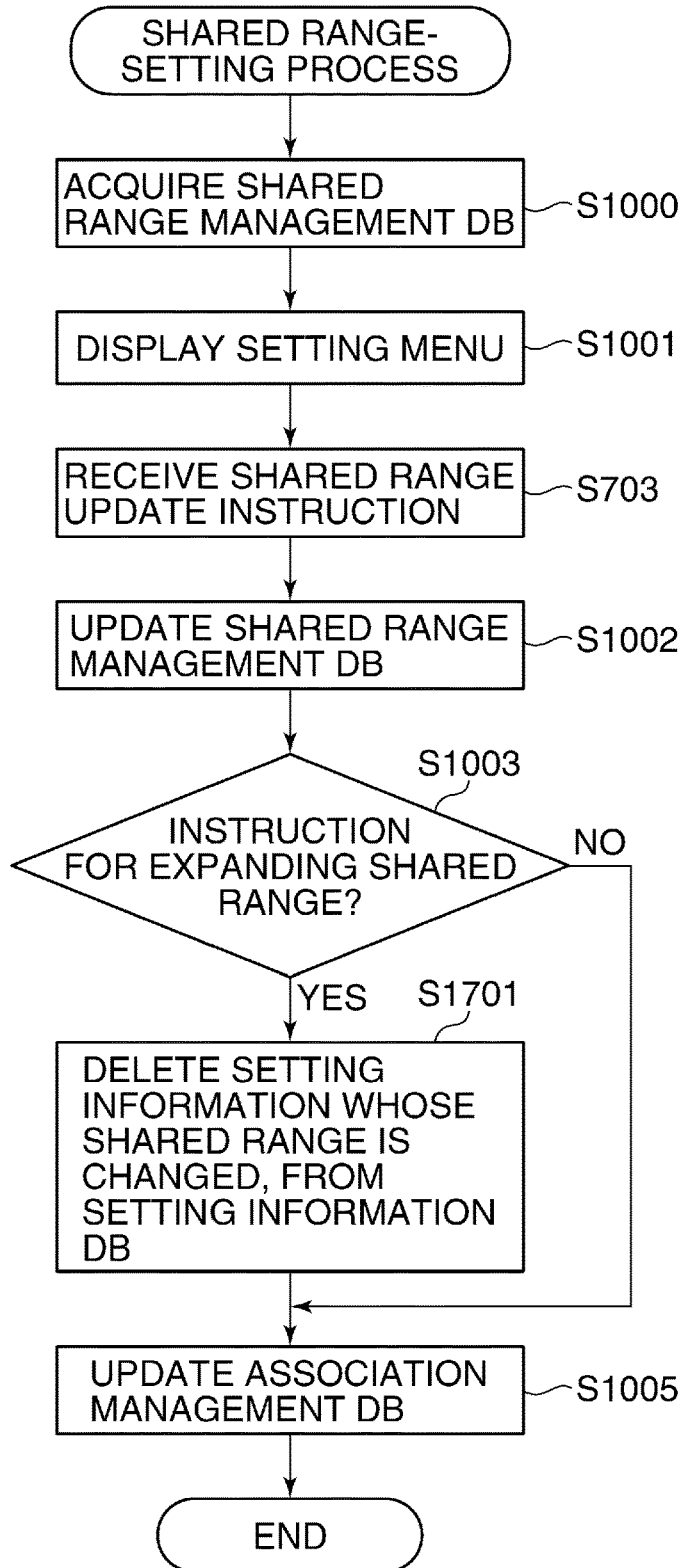 SHARED RANGE-
SETTING PROCESS
ACQUIRE SHARED
RANGE MANAGEMENT DB
S1000
DISPLAY SETTING MENU
S1001
RECEIVE SHARED RANGE
UPDATE INSTRUCTION
S703
UPDATE SHARED RANGE
MANAGEMENT DB
S1002
S1003
INSTRUCTION
FOR EXPANDING SHARED
RANGE?
NO
YES
S1701
DELETE SETTING
INFORMATION WHOSE
SHARED RANGE IS
CHANGED, FROM
SETTING INFORMATION
DB
UPDATE ASSOCIATION
MANAGEMENT DB
S1005
END